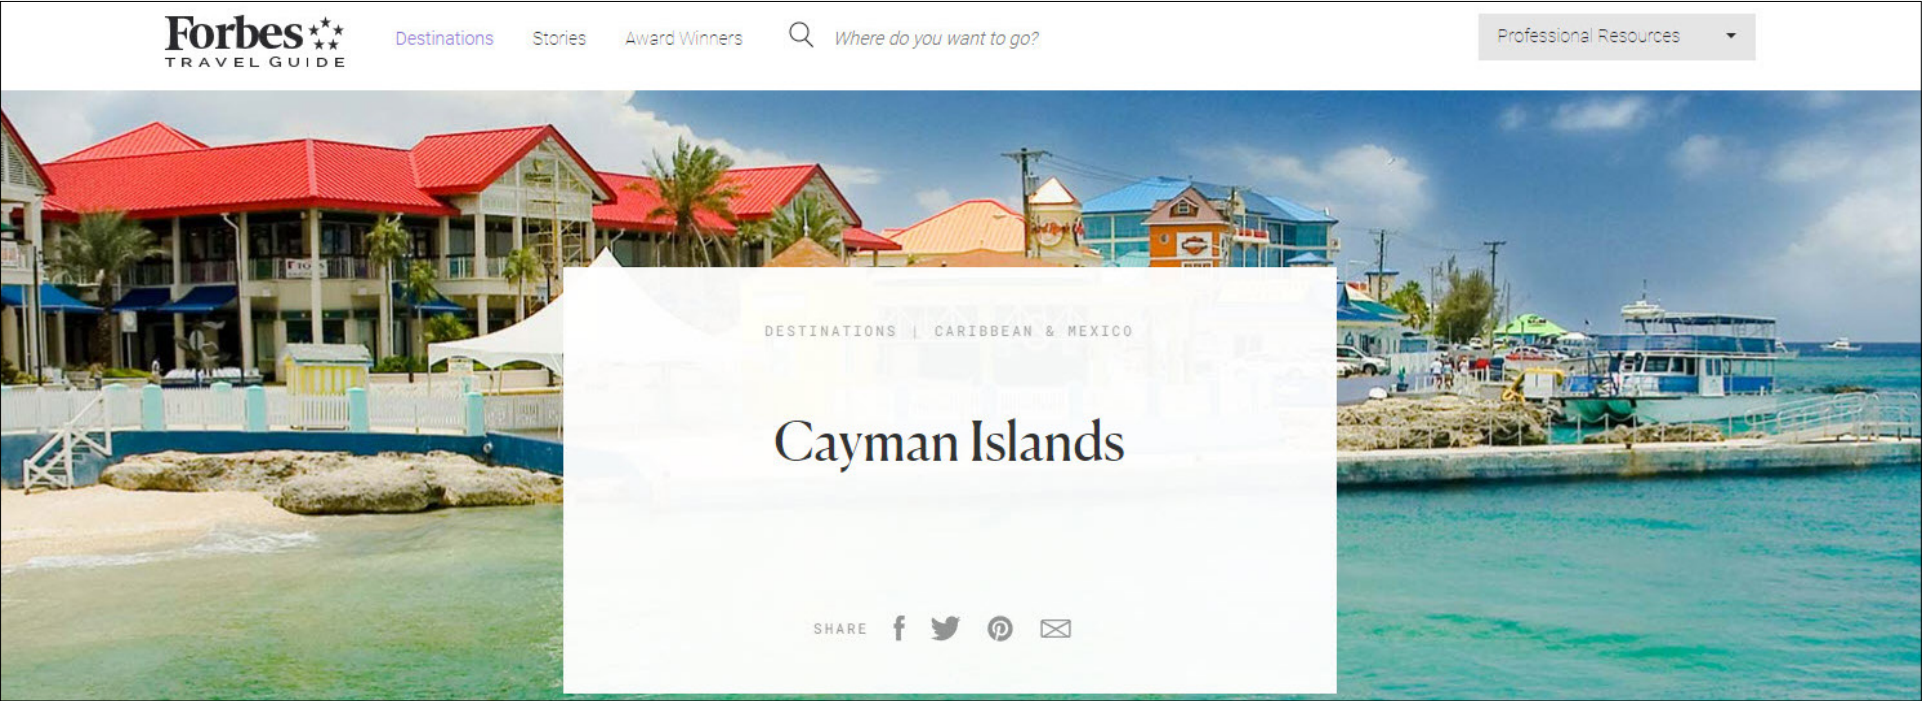 Forbes
TRAVEL GUIDE
Destinations
Stories
Award Winners
Where do you want to go?
Professional Resources
DESTINATIONS | CARIBBEAN & MEXICO
Cayman Islands
SHARE